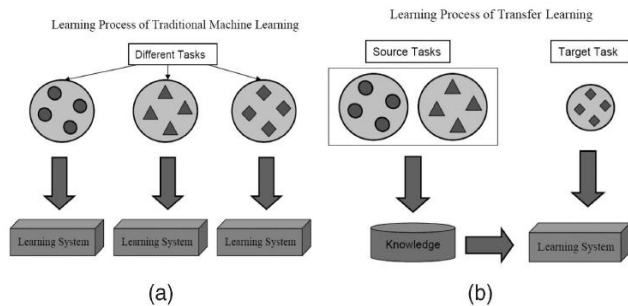 Learning Process of Traditional Machine Learning
Different Tasks
Learning System
Learning System
Learning System
(a)
Learning Process of Transfer Learning
Source Tasks
Target Task
Knowledge
Learning System
(b)